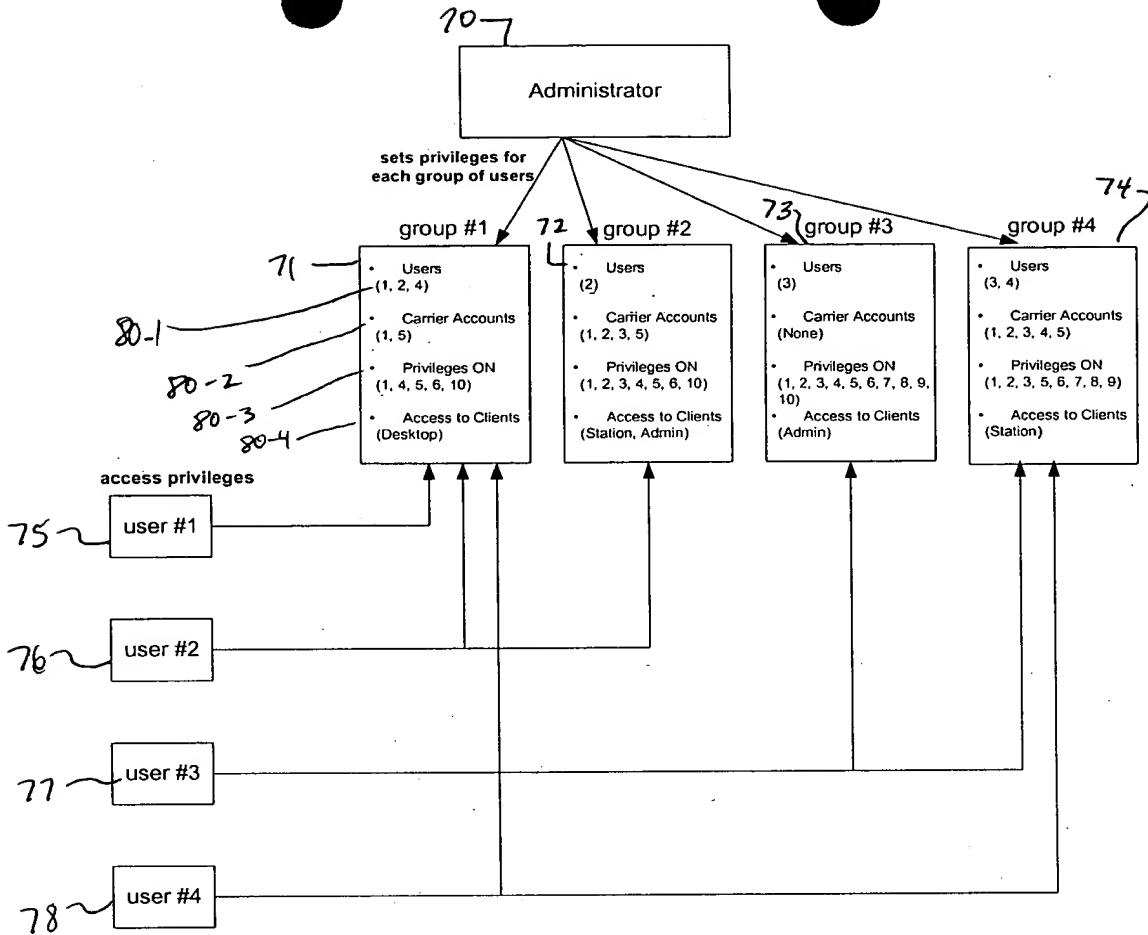 70
Administrator
sets privileges for
each group of users
74
group #1
72
group #2
73
group #3
group #4
71
• Users
(1, 2, 4)
• Carrier Accounts
(1, 5)
• Privileges ON
(1, 4, 5, 6, 10)
• Access to Clients
(Desktop)
• Users
(2)
• Carrier Accounts
(1, 2, 3, 5)
• Privileges ON
(1, 2, 3, 4, 5, 6, 10)
• Access to Clients
(Station, Admin)
• Users
(3)
• Carrier Accounts
(None)
• Privileges ON
(1, 2, 3, 4, 5, 6, 7, 8, 9,
10)
• Access to Clients
(Admin)
• Users
(3, 4)
• Carrier Accounts
(1, 2, 3, 4, 5)
• Privileges ON
(1, 2, 3, 5, 6, 7, 8, 9)
• Access to Clients
(Station)
80-1
80-2
80-3
80-4
access privileges
75
user #1
76
user #2
77
user #3
78
user #4